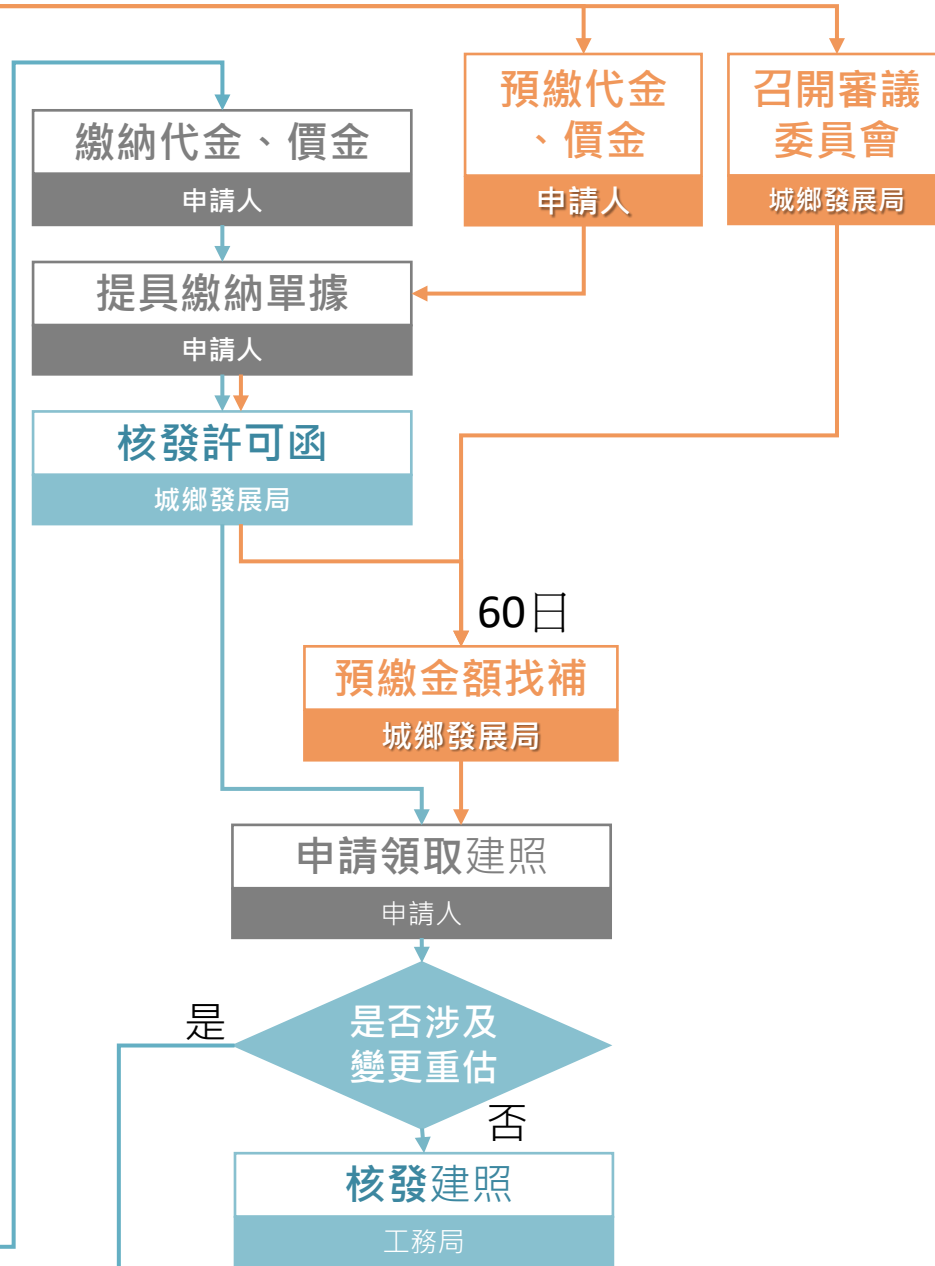 預繳代金
、價金
申請人
召開審議
委員會
城鄉發展局
繳納代金、價金
申請人
提具繳納單據
申請人
核發許可函
城鄉發展局
60日
預繳金額找補
城鄉發展局
申請領取建照
申請人
是
是否涉及
變更重估
否
核發建照
工務局